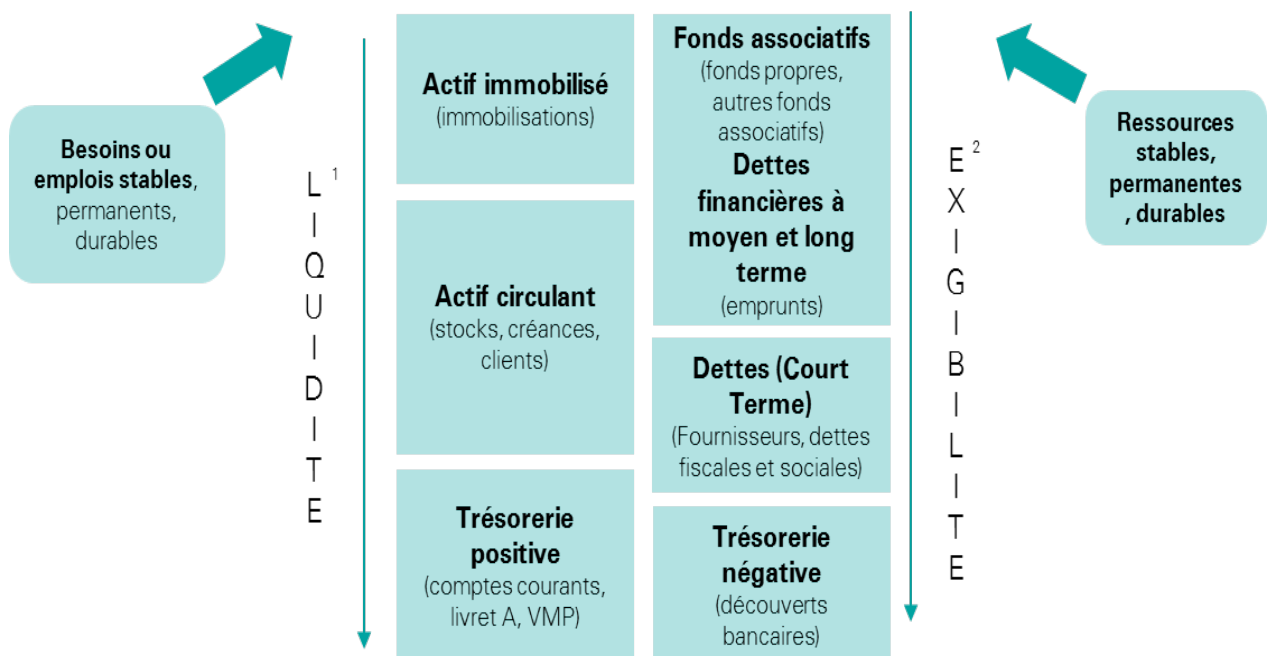 Besoins ou
emplois stables,
permanents,
durables
L 1
I
Q
U
I
D
I
T
E
Actif immobilisé
(immobilisations)
Actif circulant
(stocks, créances,
clients)
Trésorerie
positive
(comptes courants,
livret A, VMP)
Fonds associatifs
(fonds propres,
autres fonds
associatifs)
Dettes
financières à
moyen et long
terme
(emprunts)
Dettes (Court
Terme)
(Fournisseurs, dettes
fiscales et sociales)
Trésorerie
négative
(découverts
bancaires)
E 2
X
I
G
I
B
I
L
I
T
E
Ressources
stables,
permanentes
, durables